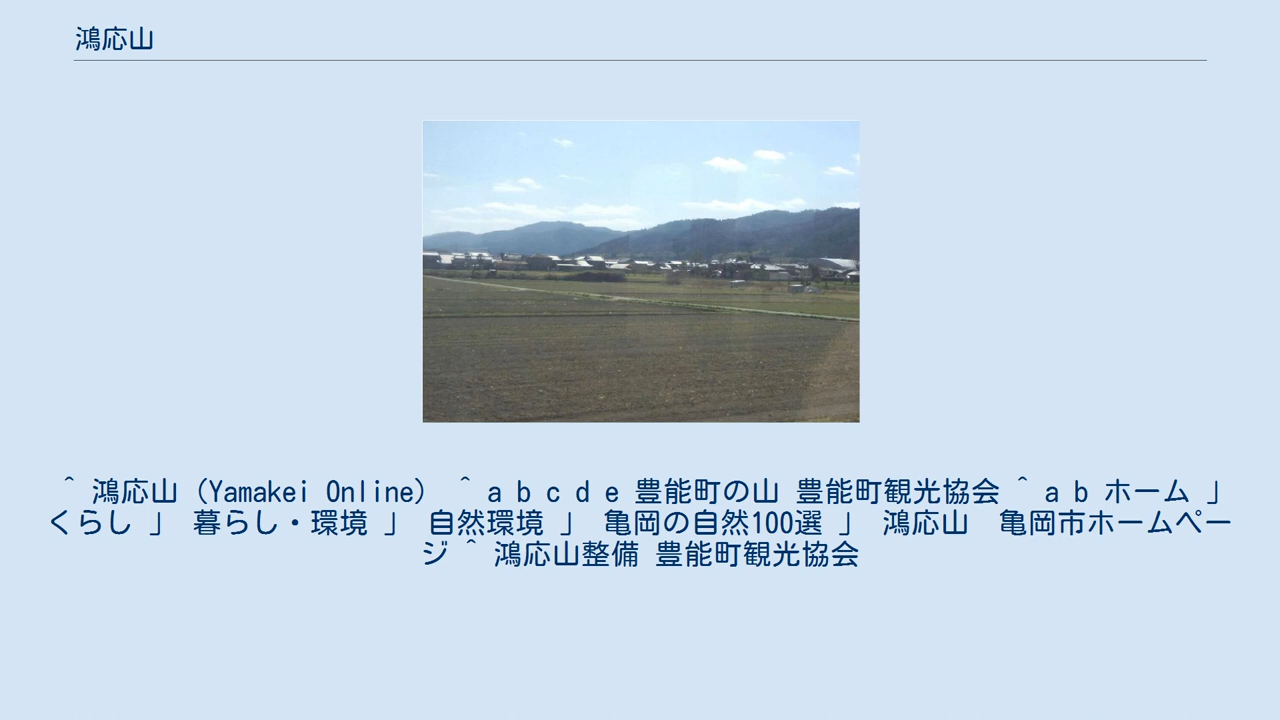 鴻応山
^ 鴻応山（Yamakei Online） ^ a b c d e 豊能町の山 豊能町観光協会 ^ a b ホーム 」
くらし 」 暮らし・環境 」 自然環境 」 亀岡の自然100選 」 鴻応山　亀岡市ホームペー
ジ ^ 鴻応山整備 豊能町観光協会